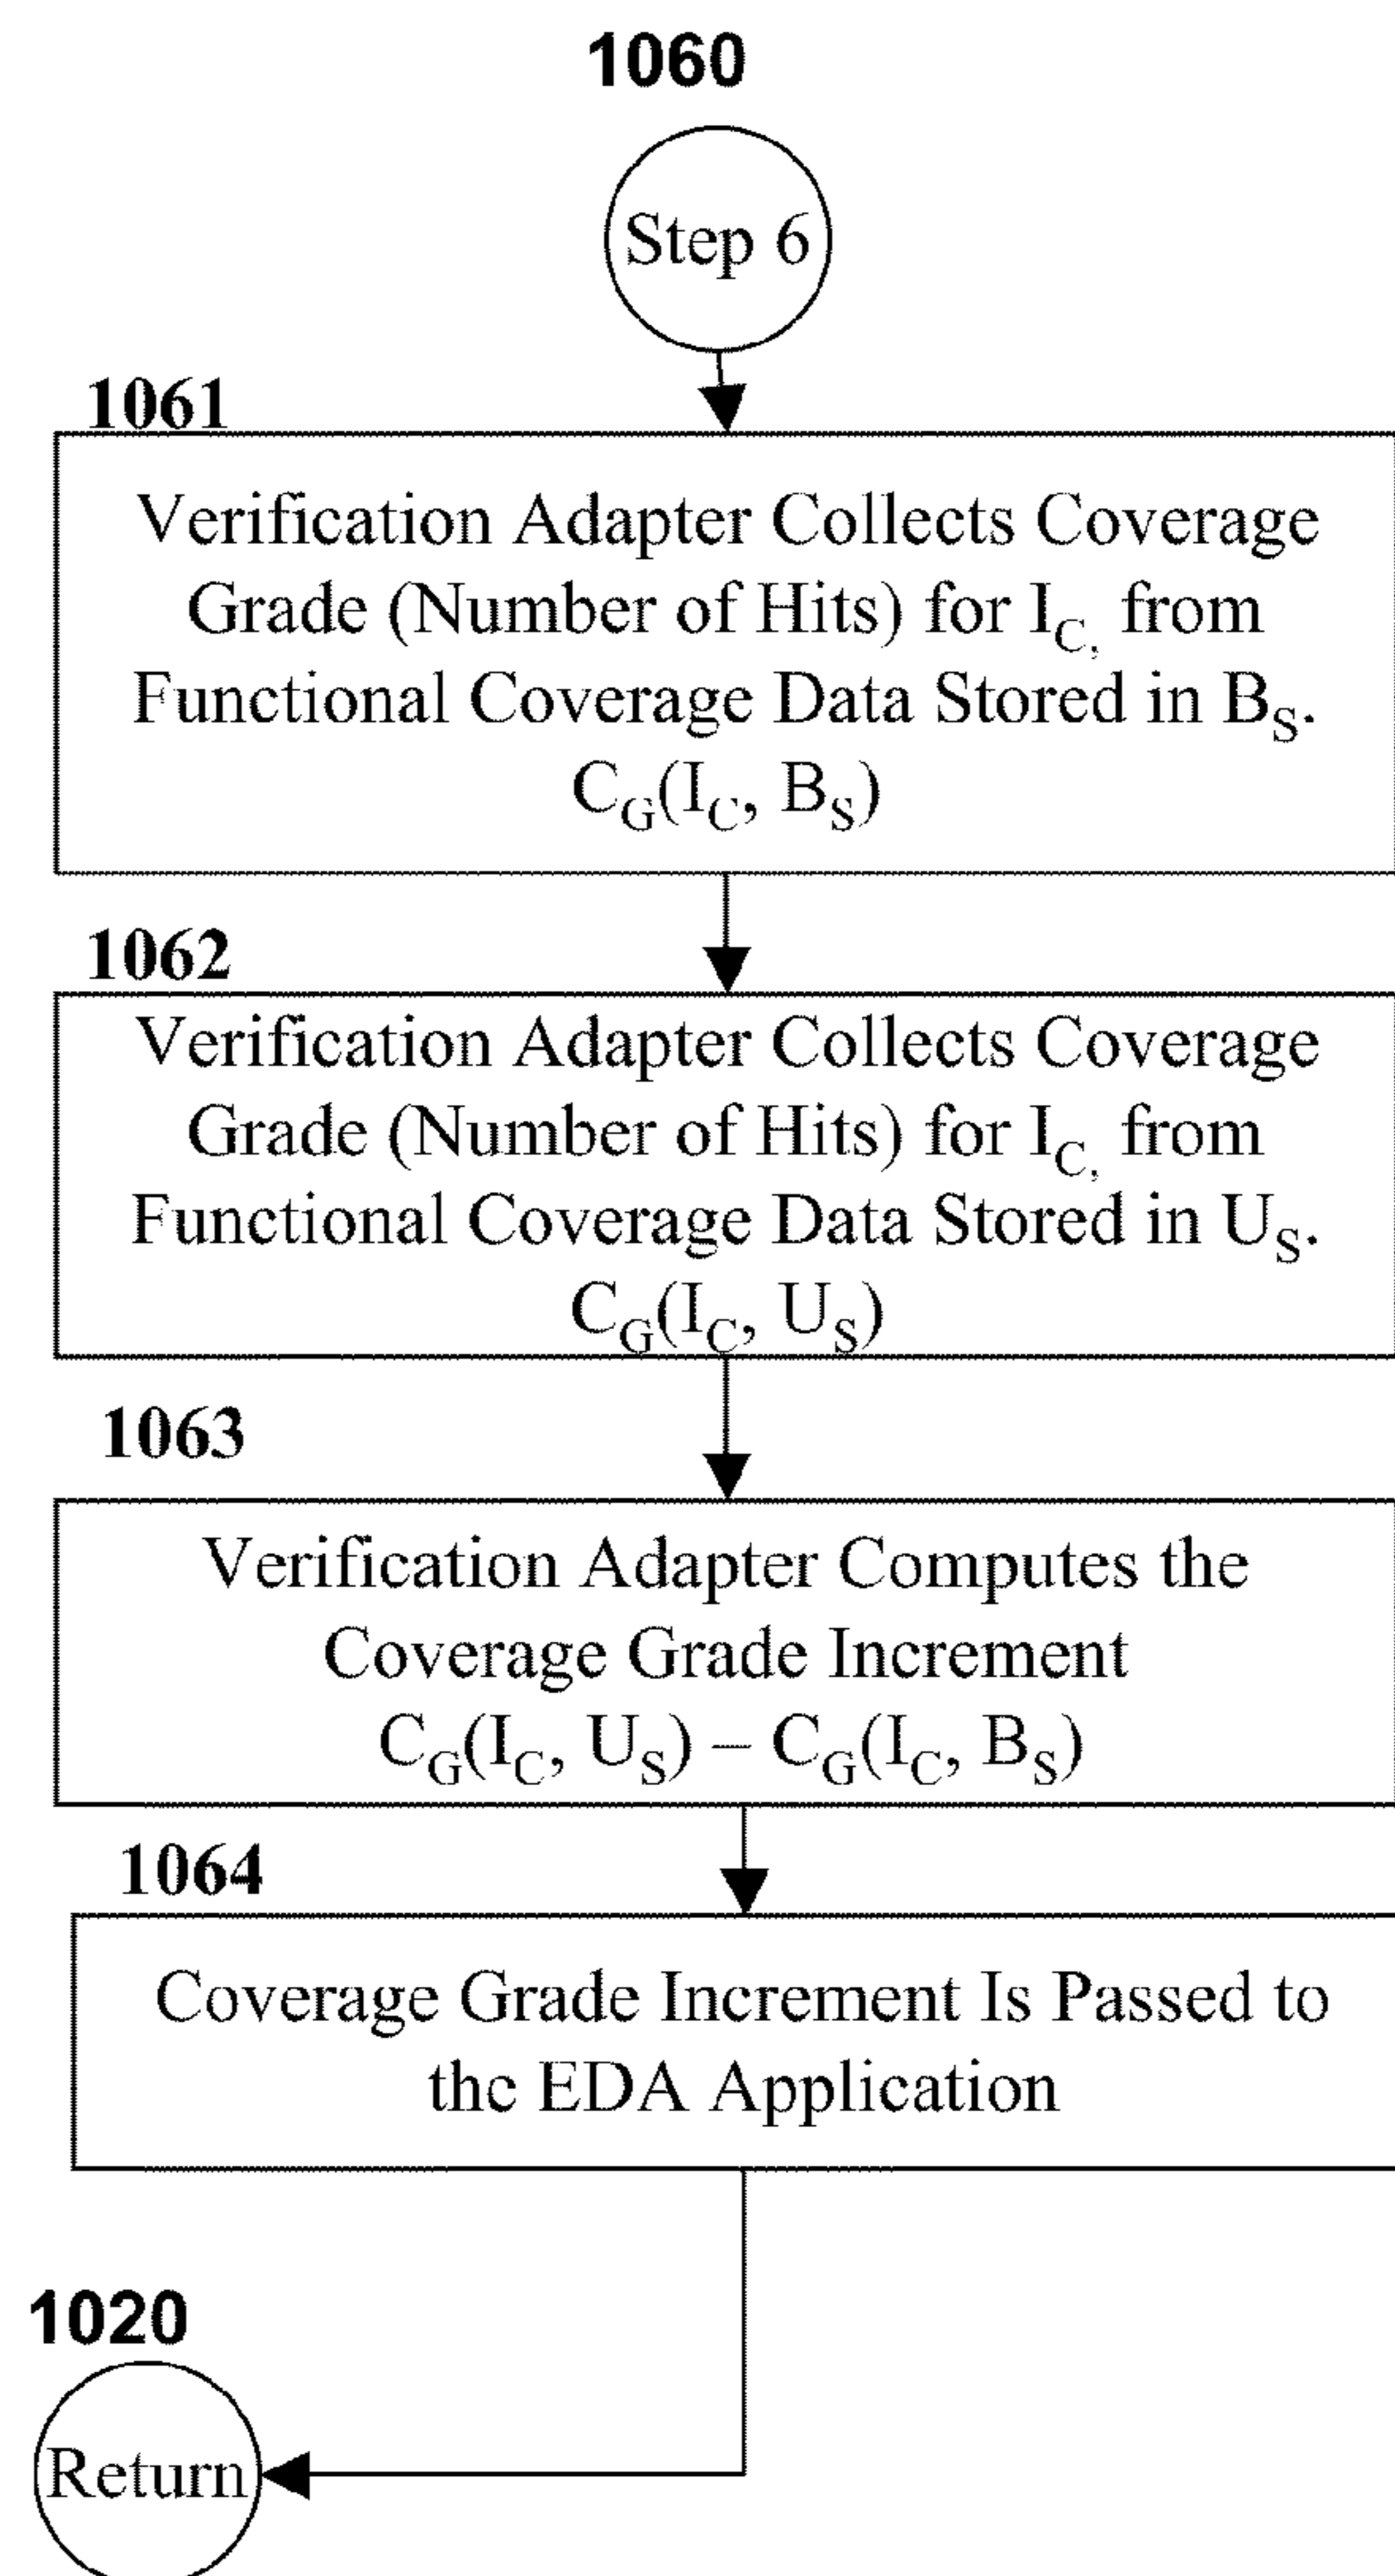 1060
Step 6
1061
Verification Adapter Collects Coverage
Grade (Number of Hits) for I_C, from
Functional Coverage Data Stored in B_S.
C_G(I_C, B_S)
1062
Verification Adapter Collects Coverage
Grade (Number of Hits) for I_C, from
Functional Coverage Data Stored in U_S.
C_G(I_C, U_S)
1063
Verification Adapter Computes the
Coverage Grade Increment
C_G(I_C, U_S) – C_G(I_C, B_S)
1064
Coverage Grade Increment Is Passed to
the EDA Application
1020
Return